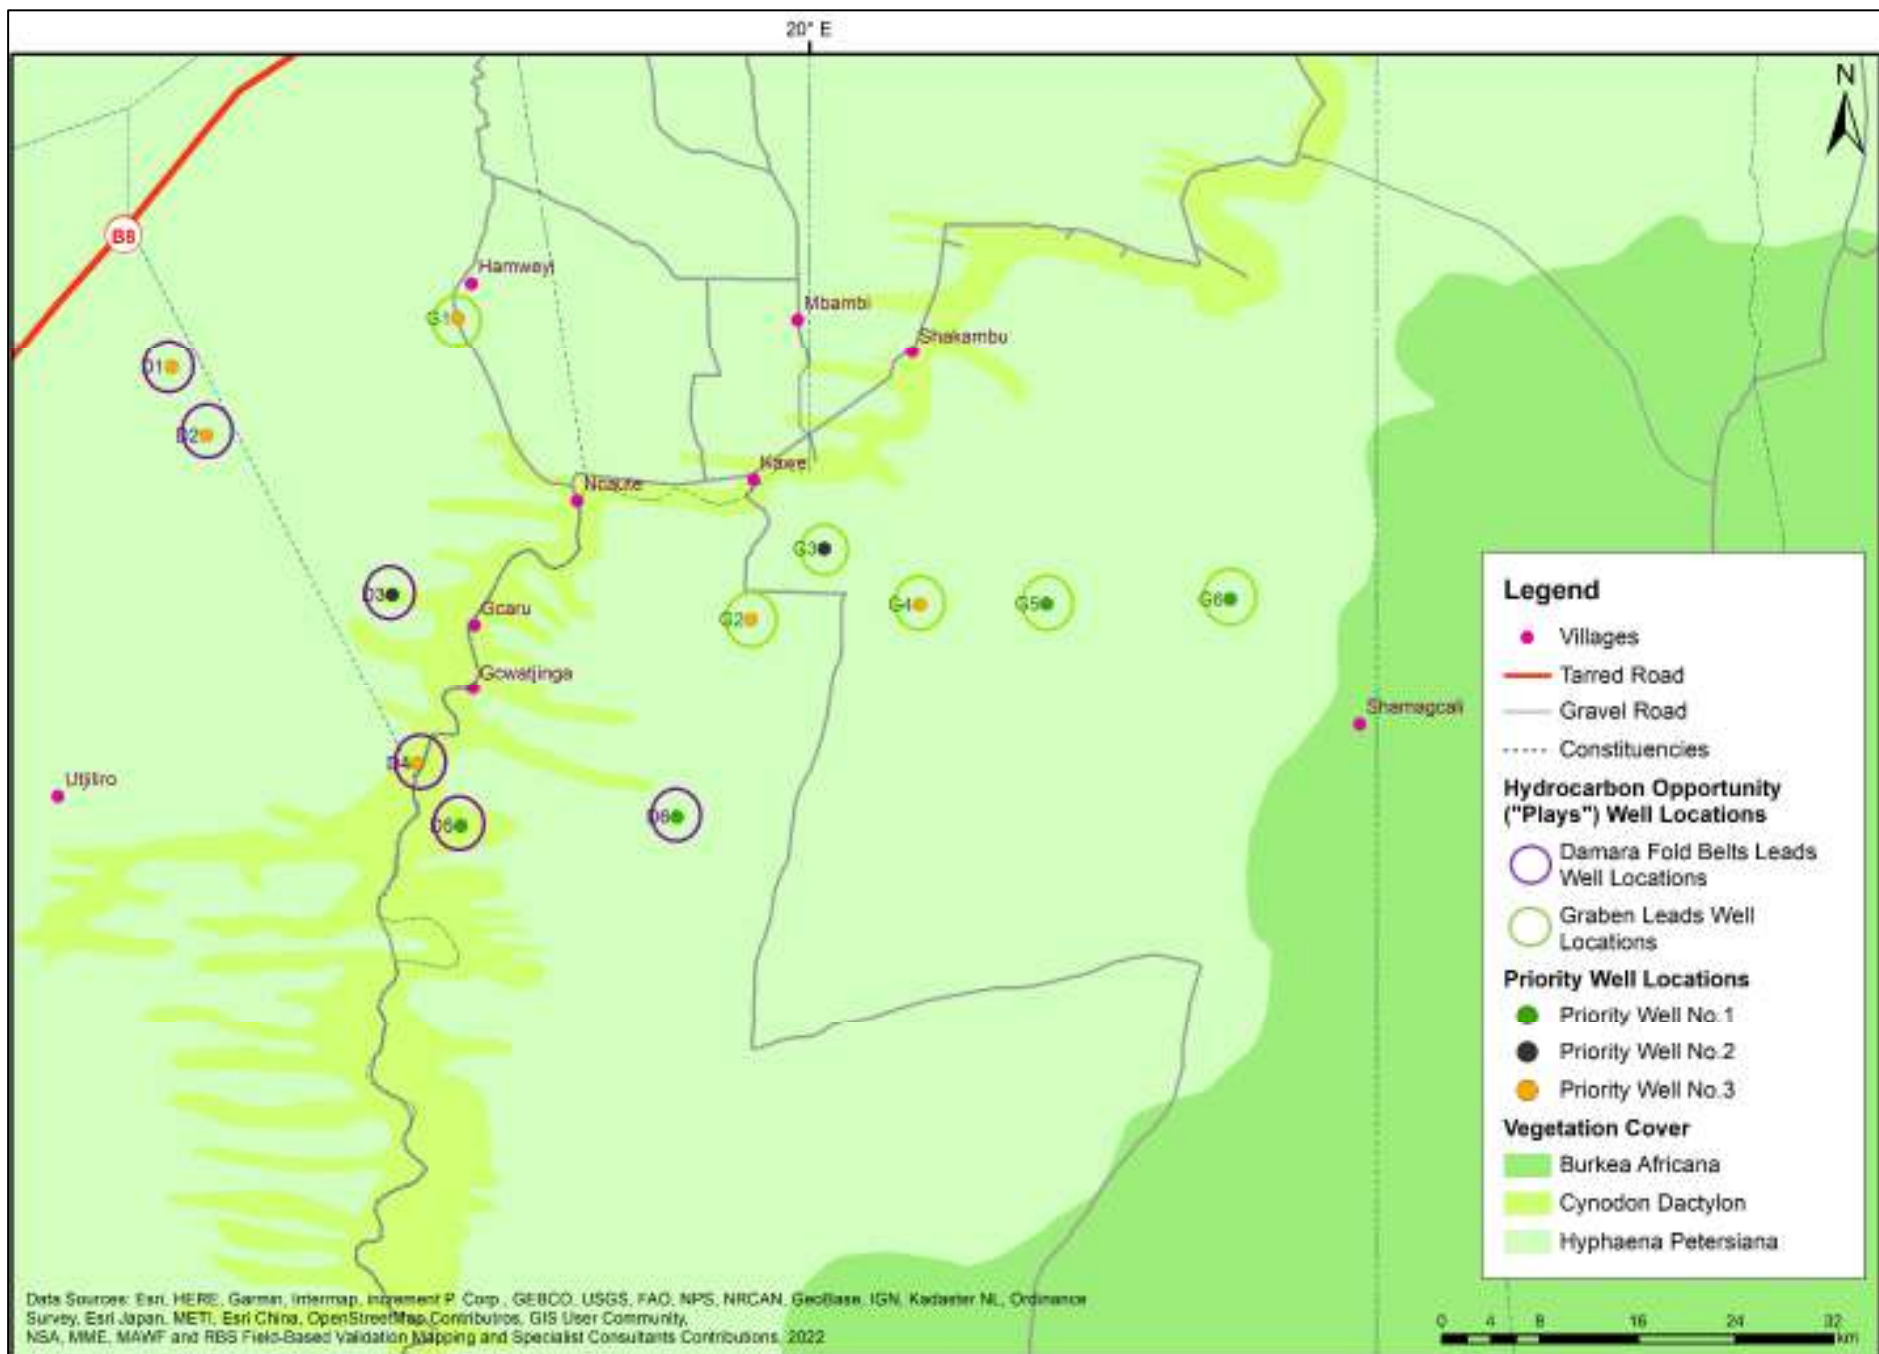 20° E
N
B8
Hamweyi
G1
Mbambi
Shakambu
D1
D2
Kawe
Ncaute
G3
D3
Gcaru
G2
G4
G5
G6
Gcwatjinga
Shamagcali
D4
Utjiliro
D5
D6
Legend
Villages
Tarred Road
Gravel Road
Constituencies
Hydrocarbon Opportunity
("Plays") Well Locations
Damara Fold Belts Leads
Well Locations
Graben Leads Well
Locations
Priority Well Locations
Priority Well No.1
Priority Well No.2
Priority Well No.3
Vegetation Cover
Burkea Africana
Cynodon Dactylon
Hyphaena Petersiana
Data Sources: Esri, HERE, Garmin, Intermap, increment P Corp., GEBCO, USGS, FAO, NPS, NRCAN, GeoBase, IGN, Kadaster NL, Ordinance
Survey, Esri Japan, METI, Esri China, OpenStreetMap Contributros, GIS User Community,
NSA, MME, MAWF and RBS Field-Based Validation Mapping and Specialist Consultants Contributions, 2022
0 4 8 16 24 32
km